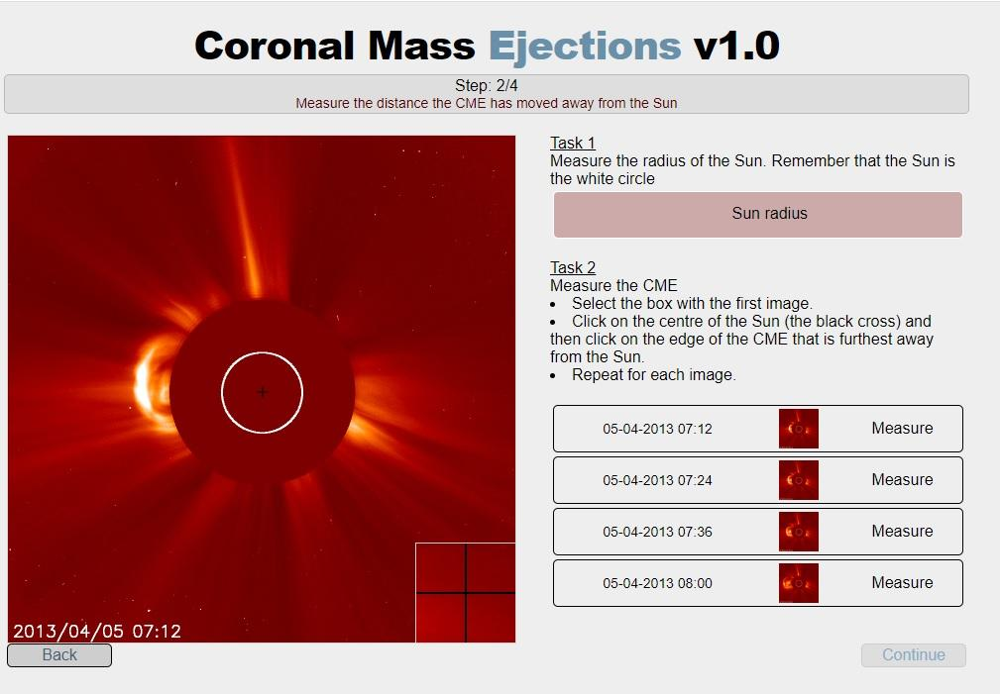 Coronal Mass Ejections v1.0
Step: 2/4
Measure the distance the CME has moved away from the Sun
Task 1
Measure the radius of the Sun. Remember that the Sun is
the white circle
Sun radius
Task 2
Measure the CME
• Select the box with the first image.
• Click on the centre of the Sun (the black cross) and
then click on the edge of the CME that is furthest away
from the Sun.
• Repeat for each image.
05-04-2013 07:12 Measure
05-04-2013 07:24 Measure
05-04-2013 07:36 Measure
05-04-2013 08:00 Measure
2013/04/05 07:12
Back
Continue